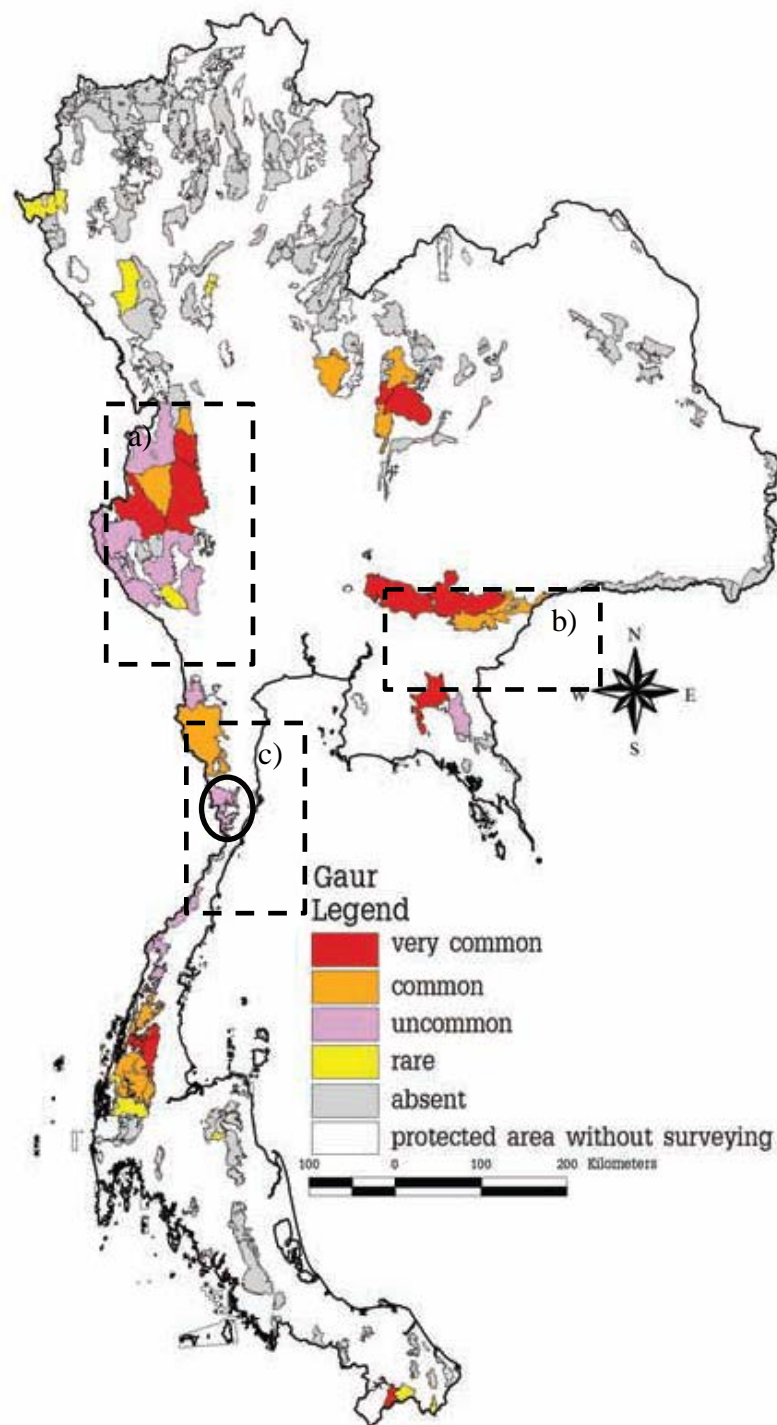 a)
b)
N
W E
S
c)
Gaur
Legend
very common
common
uncommon
rare
absent
protected area without surveying
100 0 100 200 Kilometers